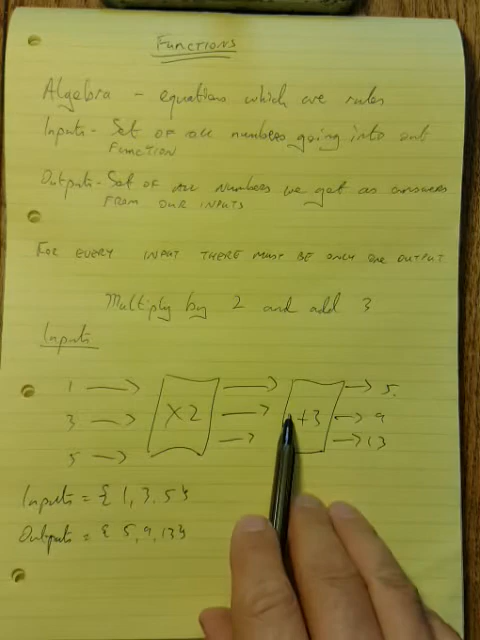 Functions
Algebra - equations which are rules
Inputs - Set of all numbers going into out
Function
Outputs - Set of all numbers we get as answers
from our inputs
For every input there must be only one output
Multiply by 2 and add 3
Inputs
1 → ×2 → +3 → 5.
3 → → → 9
5 → → → 13
Inputs = { 1, 3, 5 }
Outputs = { 5, 9, 13 }